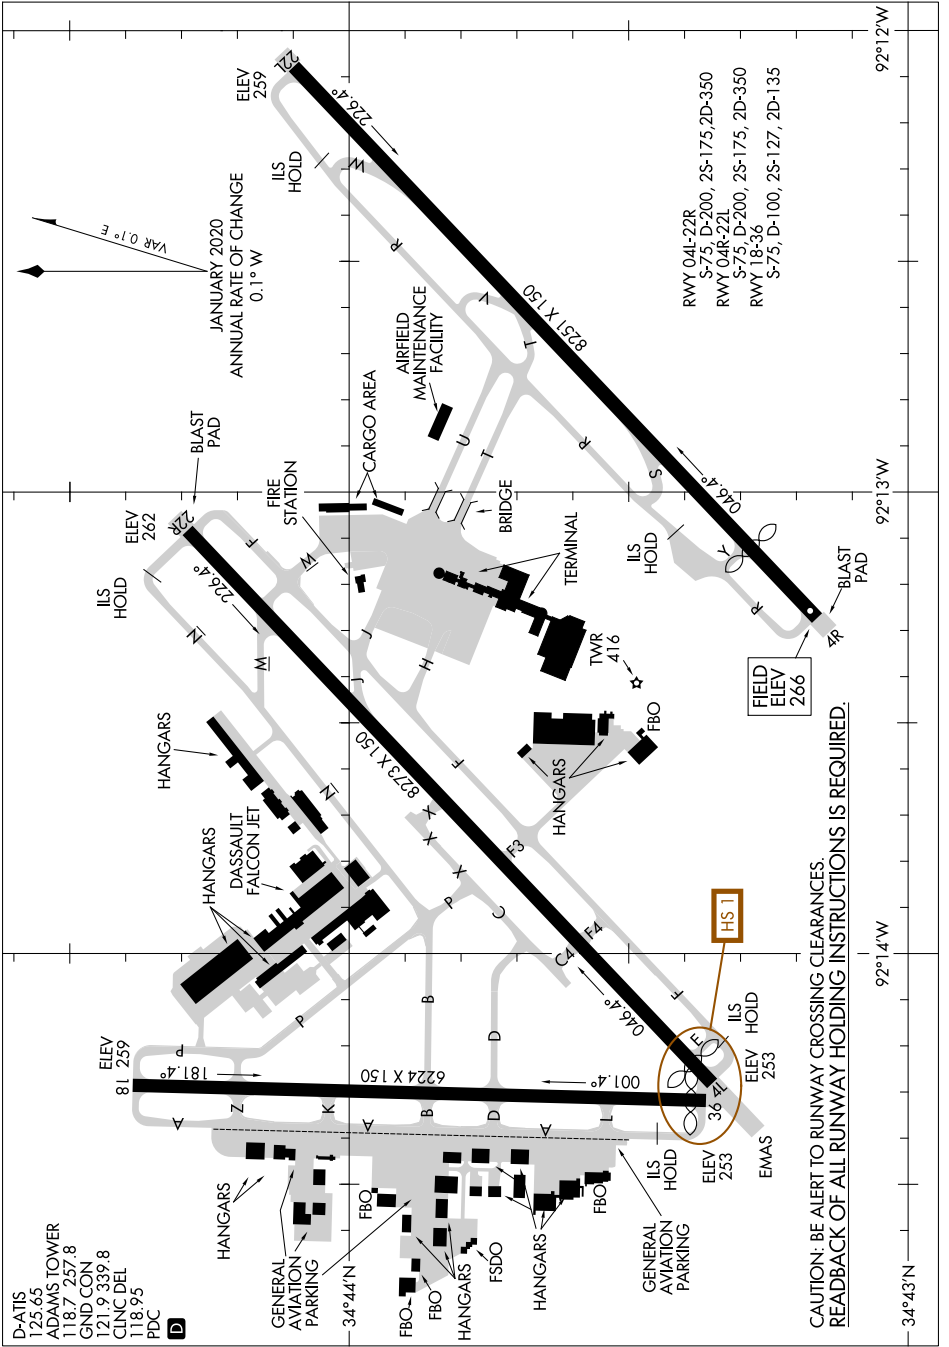 D-ATIS
125.65
ADAMS TOWER
118.7 257.8
GND CON
121.9 339.8
CLNC DEL
118.95
PDC
D
JANUARY 2020
ANNUAL RATE OF CHANGE
0.1° W
VAR 0.1° E
92°12'W
92°13'W
92°14'W
34°44'N
34°43'N
RWY 04L-22R
S-75, D-200, 2S-175,2D-350
RWY 04R-22L
S-75, D-200, 2S-175, 2D-350
RWY 18-36
S-75, D-100, 2S-127, 2D-135
ELEV
259
22L
226.4°
ILS
HOLD
W
R
V
T
8251 X 150
AIRFIELD
MAINTENANCE
FACILITY
CARGO AREA
FIRE
STATION
BLAST
PAD
ELEV
262
22R
ILS
HOLD
226.4°
F
W
N
M
U
T
R
S
BRIDGE
TERMINAL
046.4°
ILS
HOLD
Y
R
BLAST
PAD
4R
FIELD
ELEV
266
TWR
416
J
J
H
8273 X 150
F
HANGARS
N
HANGARS
DASSAULT
FALCON JET
HANGARS
FBO
X
X
X
P
C
F3
F4
C4
046.4°
F
E
HS 1
ILS
HOLD
ELEV
253
4L
EMAS
P
P
B
D
ELEV
259
18
181.4°
6224 X 150
001.4°
36
ELEV
253
ILS
HOLD
A
Z
K
A
B
D
A
L
HANGARS
GENERAL
AVIATION
PARKING
FBO
FBO
FBO
HANGARS
FSDO
HANGARS
FBO
GENERAL
AVIATION
PARKING
CAUTION: BE ALERT TO RUNWAY CROSSING CLEARANCES.
READBACK OF ALL RUNWAY HOLDING INSTRUCTIONS IS REQUIRED.